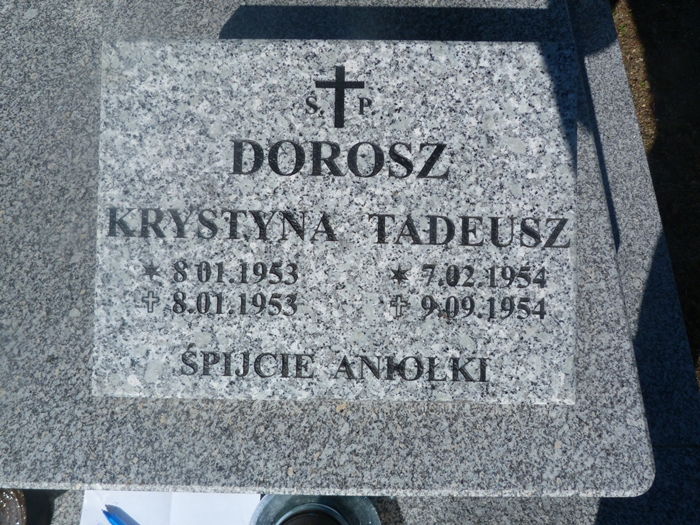 Ś. P.
DOROSZ
KRYSTYNA TADEUSZ
* 8 01.1953 * 7.02.1954
✝ 8.01.1953 ✝ 9.09.1954
ŚPIJCIE ANIOŁKI